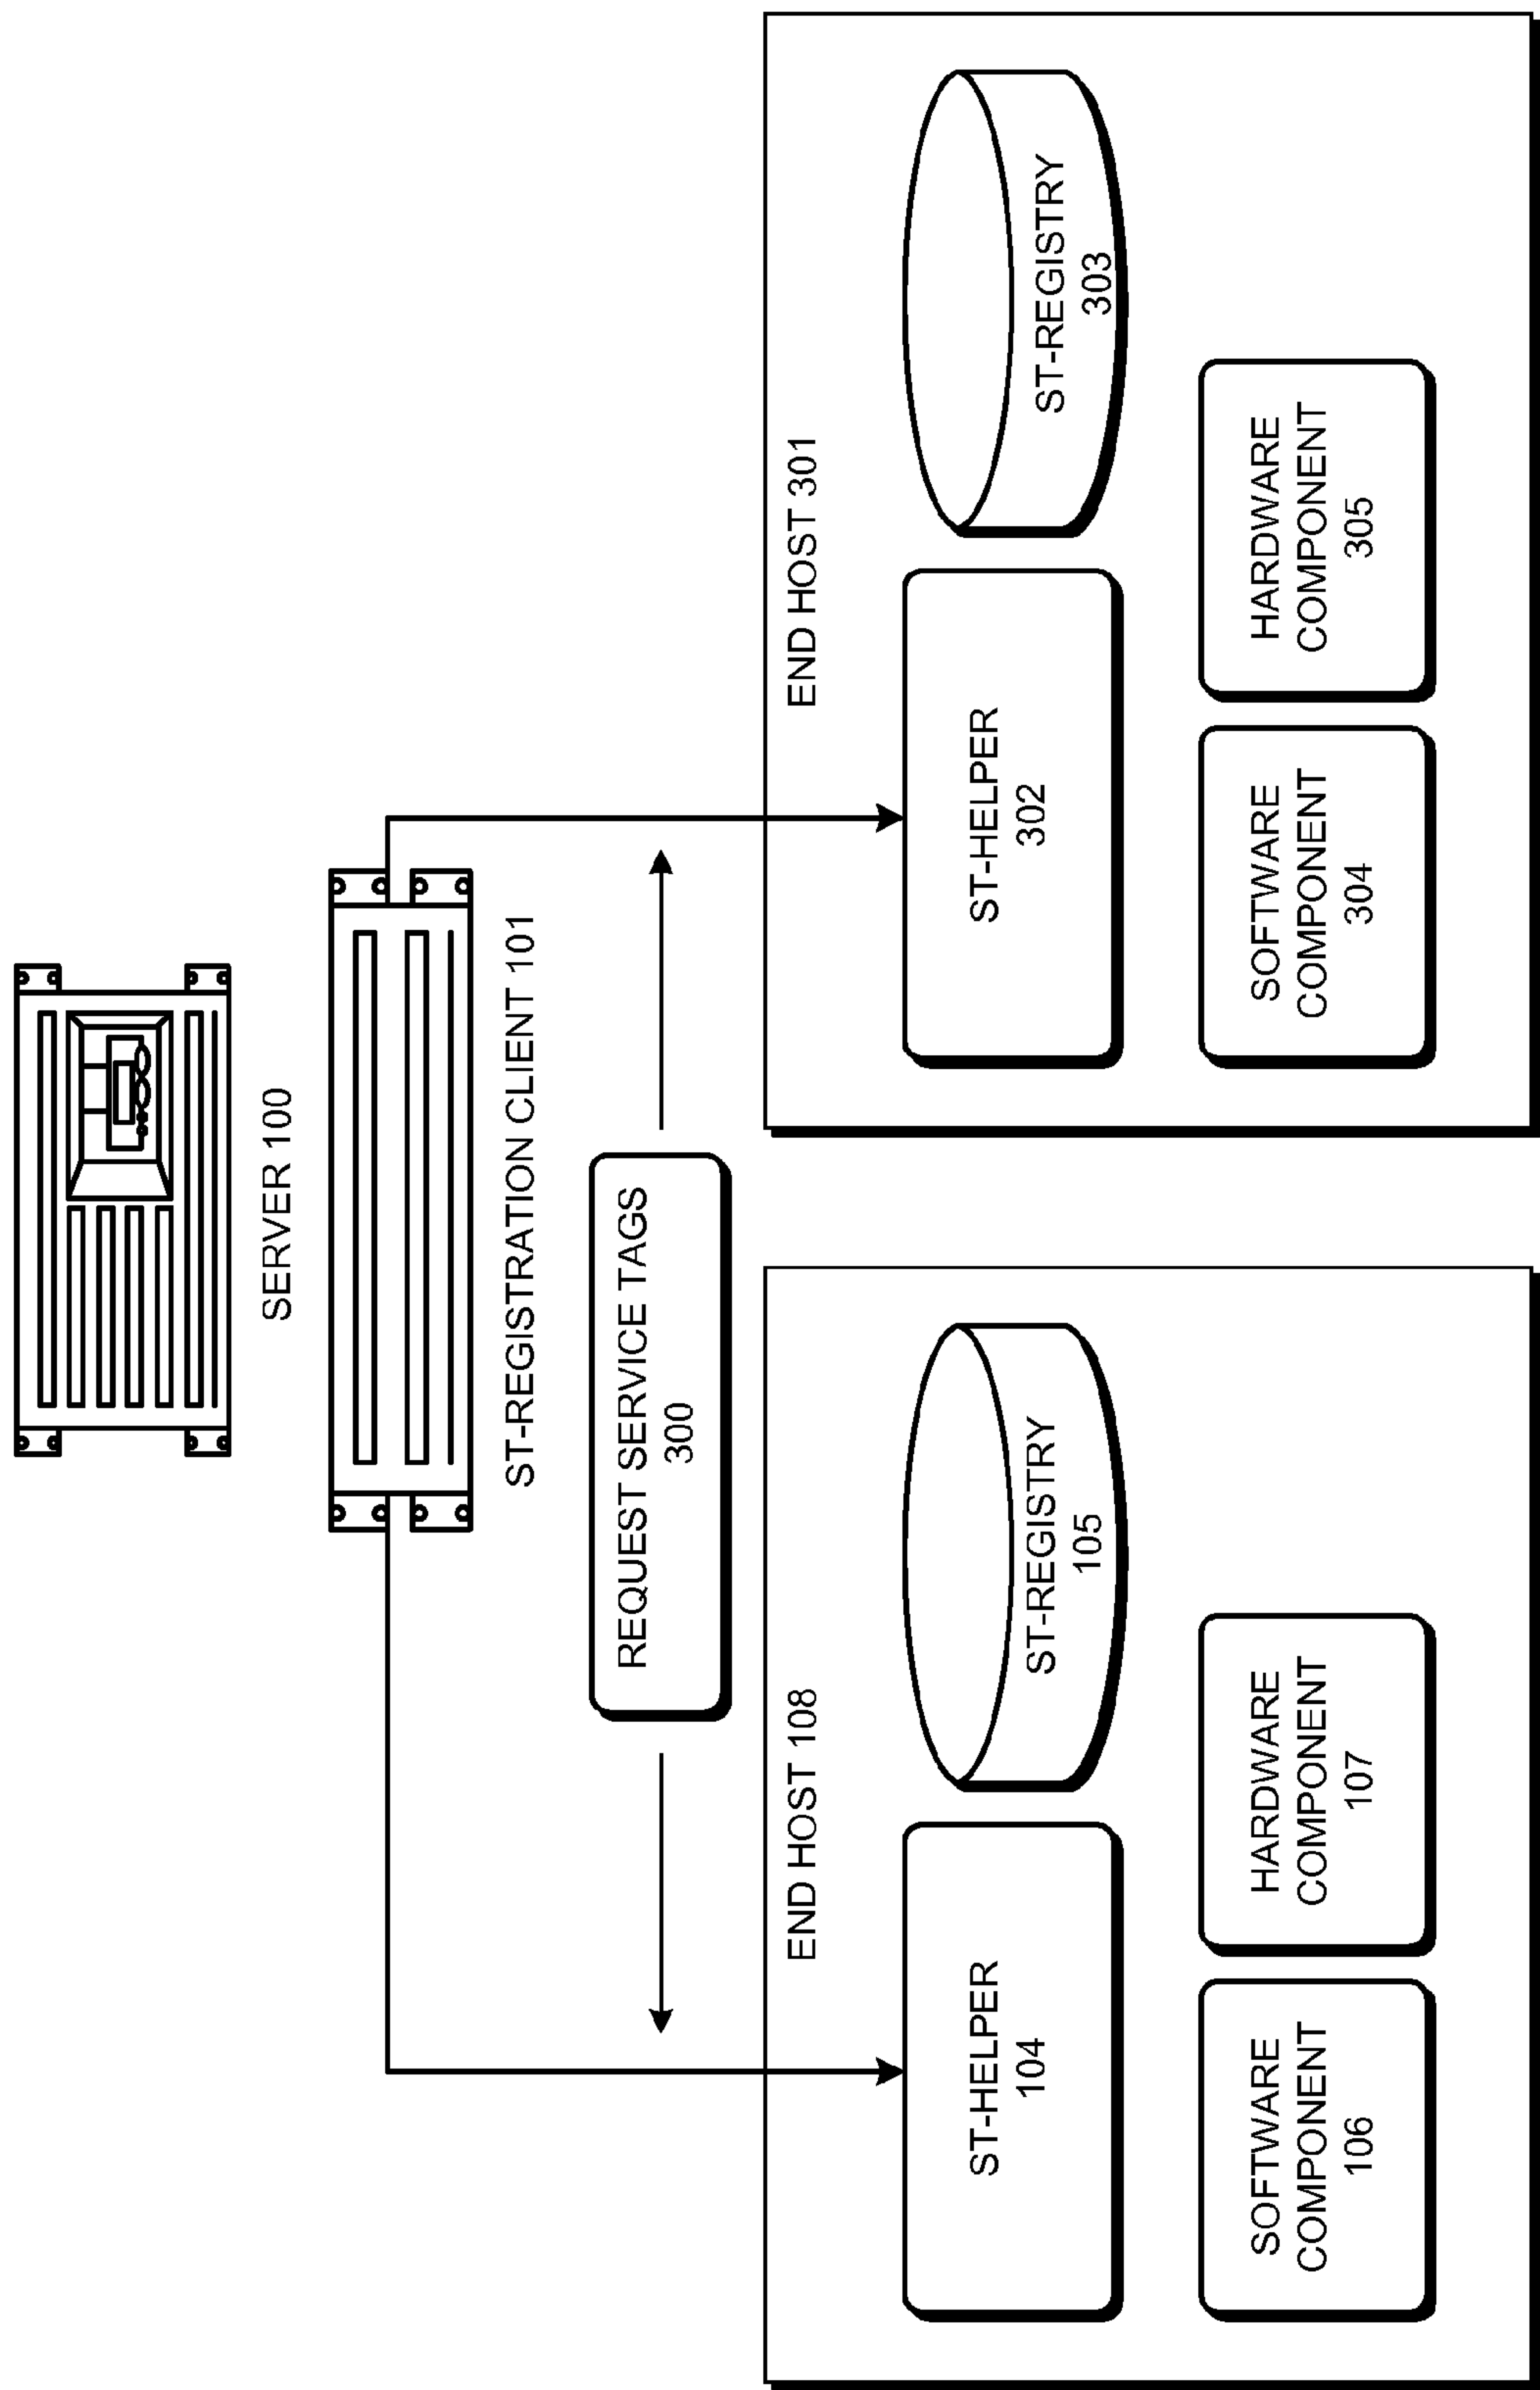 SERVER 100
ST-REGISTRATION CLIENT 101
REQUEST SERVICE TAGS
300
END HOST 108
ST-HELPER
104
ST-REGISTRY
105
SOFTWARE
COMPONENT
106
HARDWARE
COMPONENT
107
END HOST 301
ST-HELPER
302
ST-REGISTRY
303
SOFTWARE
COMPONENT
304
HARDWARE
COMPONENT
305